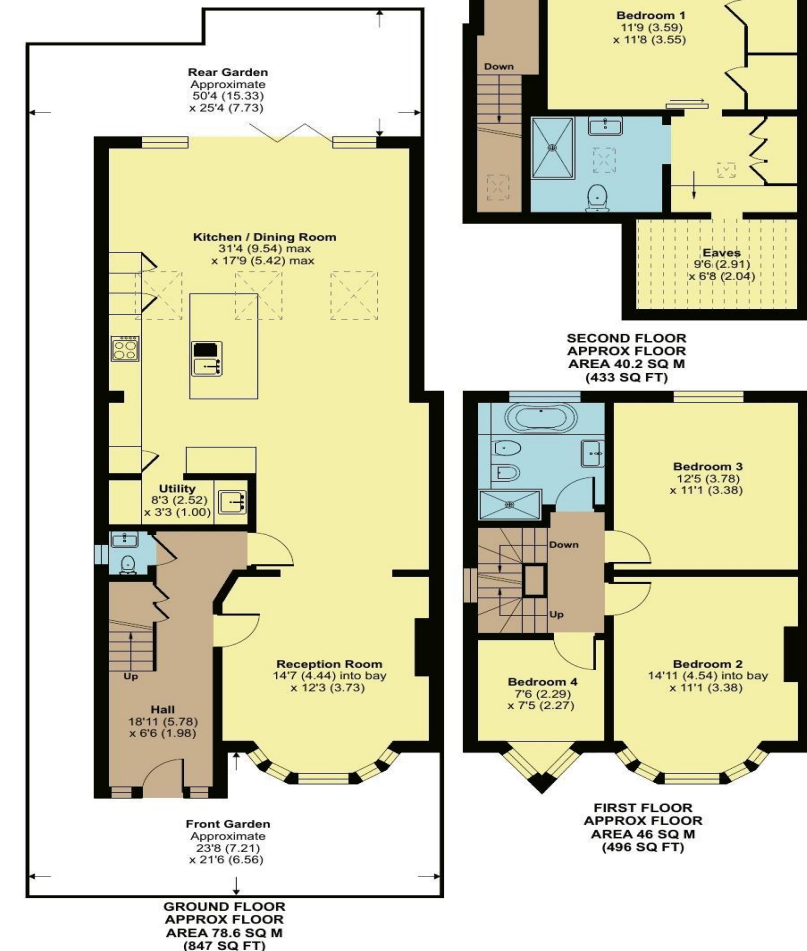 Rear Garden
Approximate
50'4 (15.33)
x 25'4 (7.73)
Kitchen / Dining Room
31'4 (9.54) max
x 17'9 (5.42) max
Utility
8'3 (2.52)
x 3'3 (1.00)
Up
Hall
18'11 (5.78)
x 6'6 (1.98)
Reception Room
14'7 (4.44) into bay
x 12'3 (3.73)
Front Garden
Approximate
23'8 (7.21)
x 21'6 (6.56)
GROUND FLOOR
APPROX FLOOR
AREA 78.6 SQ M
(847 SQ FT)
Bedroom 1
11'9 (3.59)
x 11'8 (3.55)
Down
Eaves
9'6 (2.91)
x 6'8 (2.04)
SECOND FLOOR
APPROX FLOOR
AREA 40.2 SQ M
(433 SQ FT)
Bedroom 3
12'5 (3.78)
x 11'1 (3.38)
Down
Up
Bedroom 4
7'6 (2.29)
x 7'5 (2.27)
Bedroom 2
14'11 (4.54) into bay
x 11'1 (3.38)
FIRST FLOOR
APPROX FLOOR
AREA 46 SQ M
(496 SQ FT)